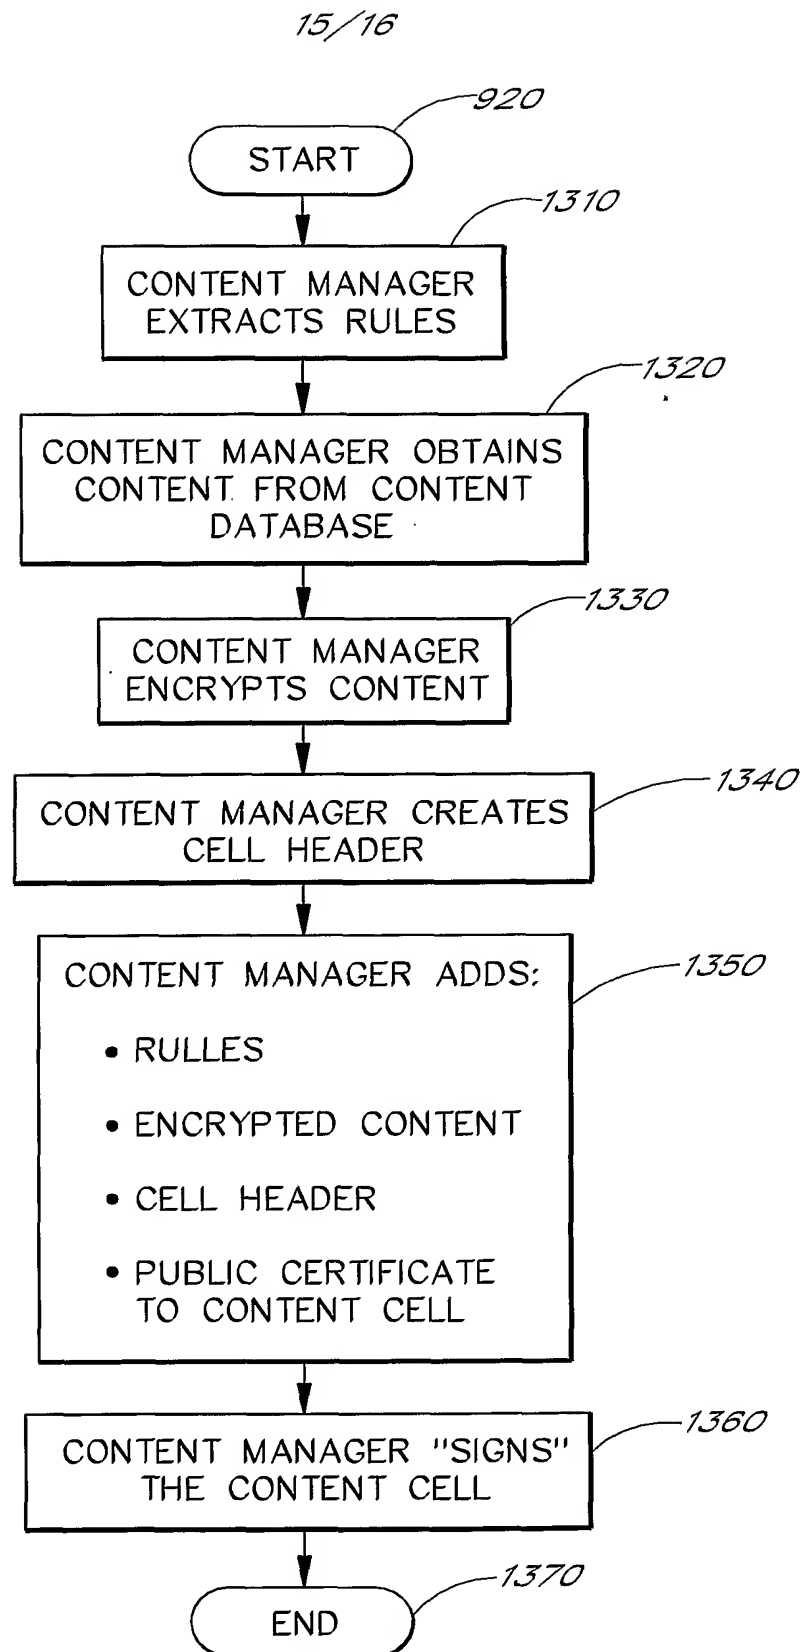 15/16
920
START
1310
CONTENT MANAGER
EXTRACTS RULES
1320
CONTENT MANAGER OBTAINS
CONTENT FROM CONTENT
DATABASE
1330
CONTENT MANAGER
ENCRYPTS CONTENT
1340
CONTENT MANAGER CREATES
CELL HEADER
1350
CONTENT MANAGER ADDS:
• RULLES
• ENCRYPTED CONTENT
• CELL HEADER
• PUBLIC CERTIFICATE
TO CONTENT CELL
1360
CONTENT MANAGER "SIGNS"
THE CONTENT CELL
1370
END